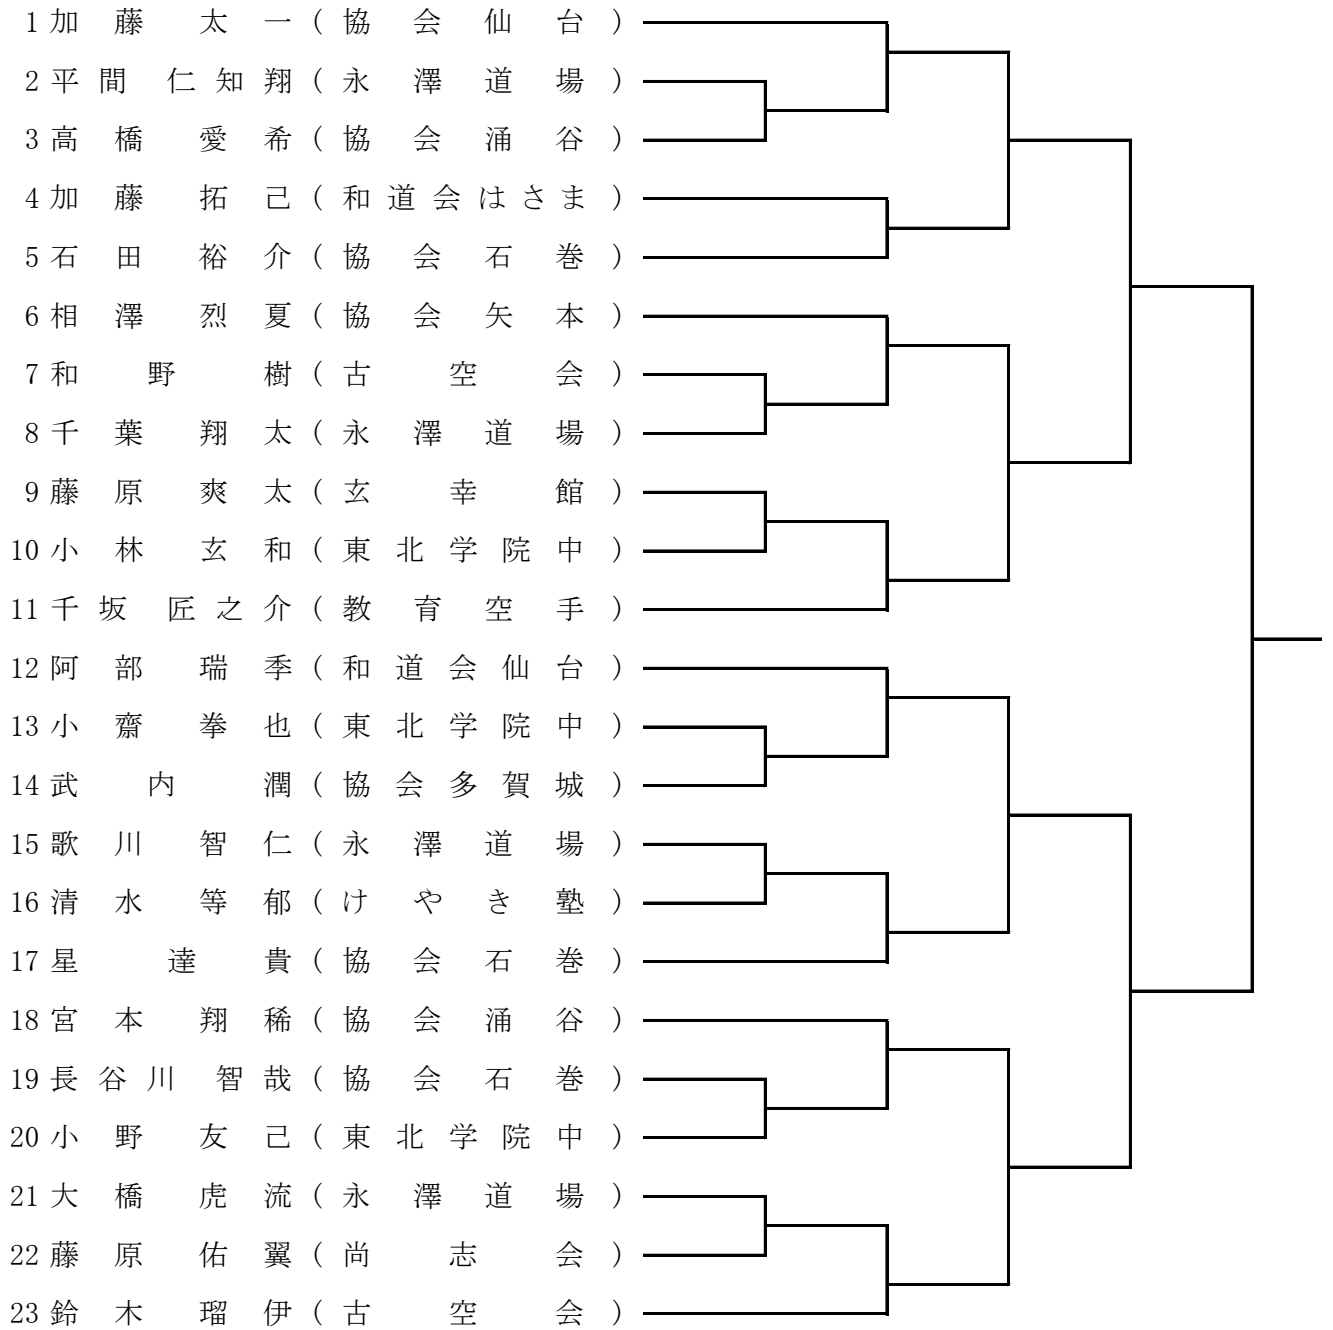 1 加藤太一(協会仙台)
2 平間仁知翔(永澤道場)
3 高橋愛希(協会涌谷)
4 加藤拓己(和道会はさま)
5 石田裕介(協会石巻)
6 相澤烈夏(協会矢本)
7 和野樹(古空会)
8 千葉翔太(永澤道場)
9 藤原爽太(玄幸館)
10 小林玄和(東北学院中)
11 千坂匠之介(教育空手)
12 阿部瑞季(和道会仙台)
13 小齋拳也(東北学院中)
14 武内潤(協会多賀城)
15 歌川智仁(永澤道場)
16 清水等郁(けやき塾)
17 星達貴(協会石巻)
18 宮本翔稀(協会涌谷)
19 長谷川智哉(協会石巻)
20 小野友己(東北学院中)
21 大橋虎流(永澤道場)
22 藤原佑翼(尚志会)
23 鈴木瑠伊(古空会)